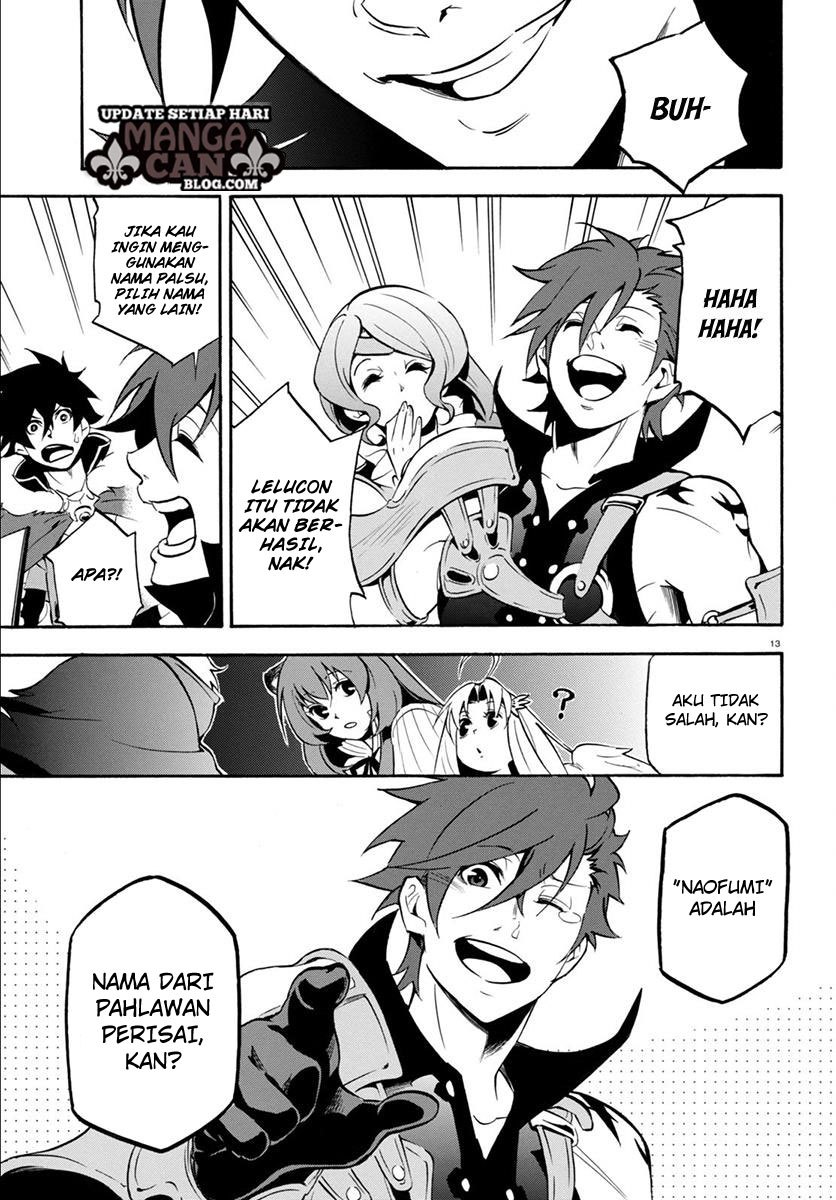 BUH-
UPDATE SETIAP HARI
MANGA
CAN
BLOG.COM
HAHA
HAHA!
LELUCON
ITU TIDAK
AKAN BER-
HASIL,
NAK!
JIKA KAU
INGIN MENG-
GUNAKAN
NAMA PALSU,
PILIH NAMA
YANG LAIN!
APA?!
13
AKU TIDAK
SALAH, KAN?
?
"NAOFUMI"
ADALAH
NAMA DARI
PAHLAWAN
PERISAI,
KAN?